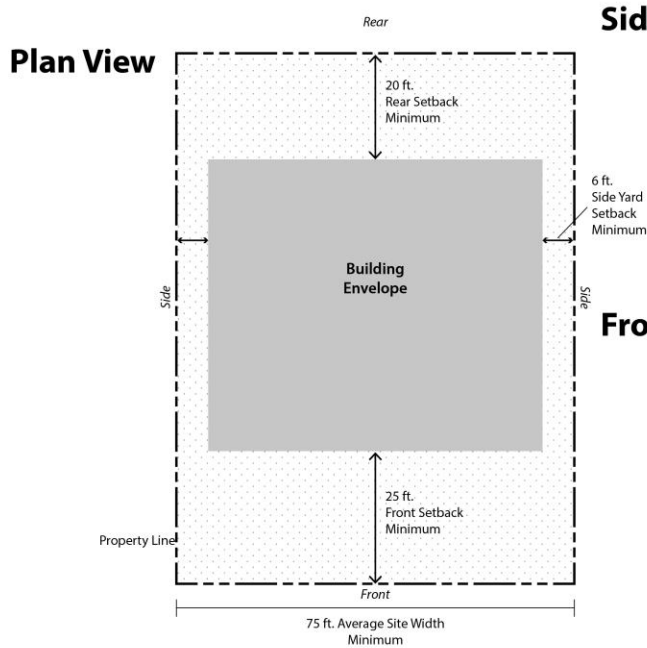 Rear
Sid
Plan View
20 ft.
Rear Setback
Minimum
6 ft.
Side Yard
Setback
Minimum
Building
Envelope
Side
Side
Fro
25 ft.
Front Setback
Minimum
Property Line
Front
75 ft. Average Site Width
Minimum